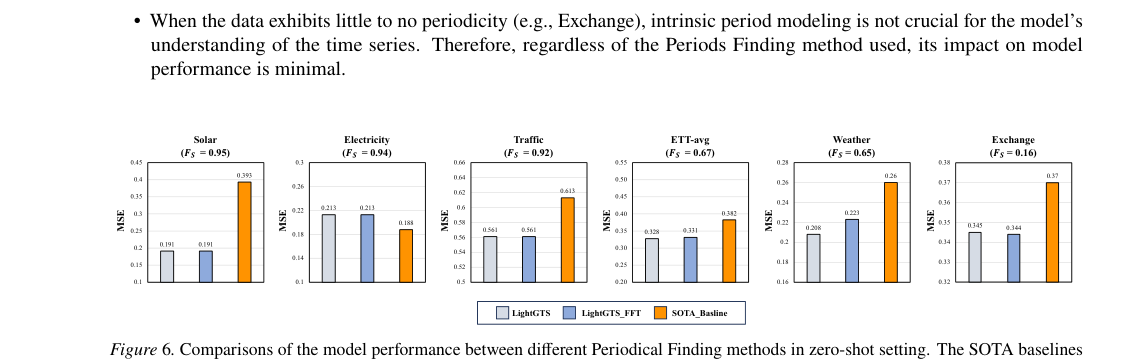 • When the data exhibits little to no periodicity (e.g., Exchange), intrinsic period modeling is not crucial for the model's
understanding of the time series. Therefore, regardless of the Periods Finding method used, its impact on model
performance is minimal.
Solar
(F_S = 0.95)
MSE
0.45
0.4
0.35
0.3
0.25
0.2
0.15
0.1
0.191
0.191
0.393
Electricity
(F_S = 0.94)
MSE
0.3
0.26
0.22
0.18
0.14
0.1
0.213
0.213
0.188
Traffic
(F_S = 0.92)
MSE
0.66
0.64
0.62
0.6
0.58
0.56
0.54
0.52
0.5
0.561
0.561
0.613
ETT-avg
(F_S = 0.67)
MSE
0.55
0.50
0.45
0.40
0.35
0.30
0.25
0.20
0.328
0.331
0.382
Weather
(F_S = 0.65)
MSE
0.28
0.26
0.24
0.22
0.2
0.18
0.16
0.208
0.223
0.26
Exchange
(F_S = 0.16)
MSE
0.38
0.37
0.36
0.35
0.34
0.33
0.32
0.345
0.344
0.37
LightGTS LightGTS_FFT SOTA_Basline
Figure 6. Comparisons of the model performance between different Periodical Finding methods in zero-shot setting. The SOTA baselines